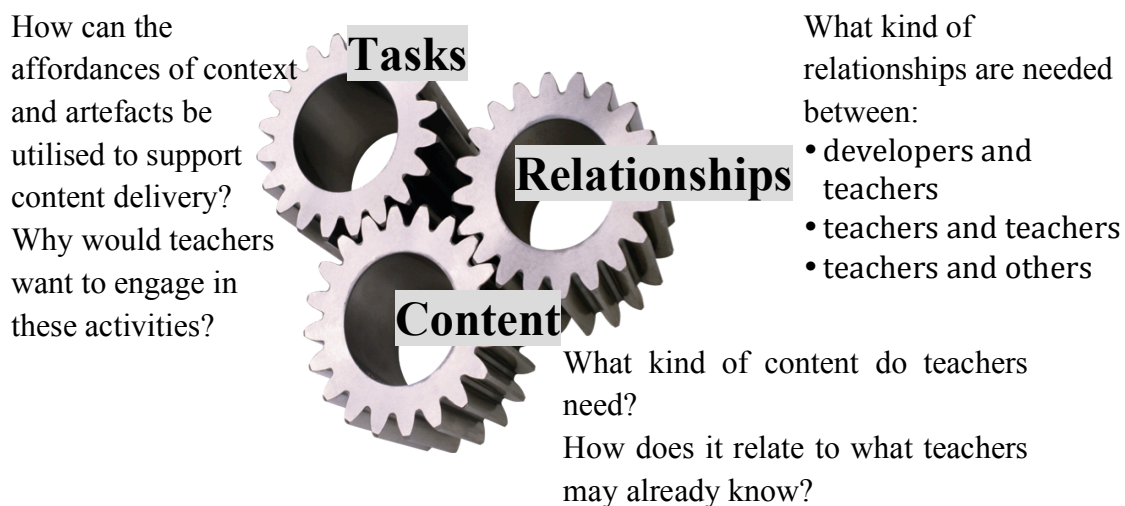 How can the
affordances of context
and artefacts be
utilised to support
content delivery?
Why would teachers
want to engage in
these activities?
Tasks
Relationships
Content
What kind of
relationships are needed
between:
• developers and
teachers
• teachers and teachers
• teachers and others
What kind of content do teachers
need?
How does it relate to what teachers
may already know?